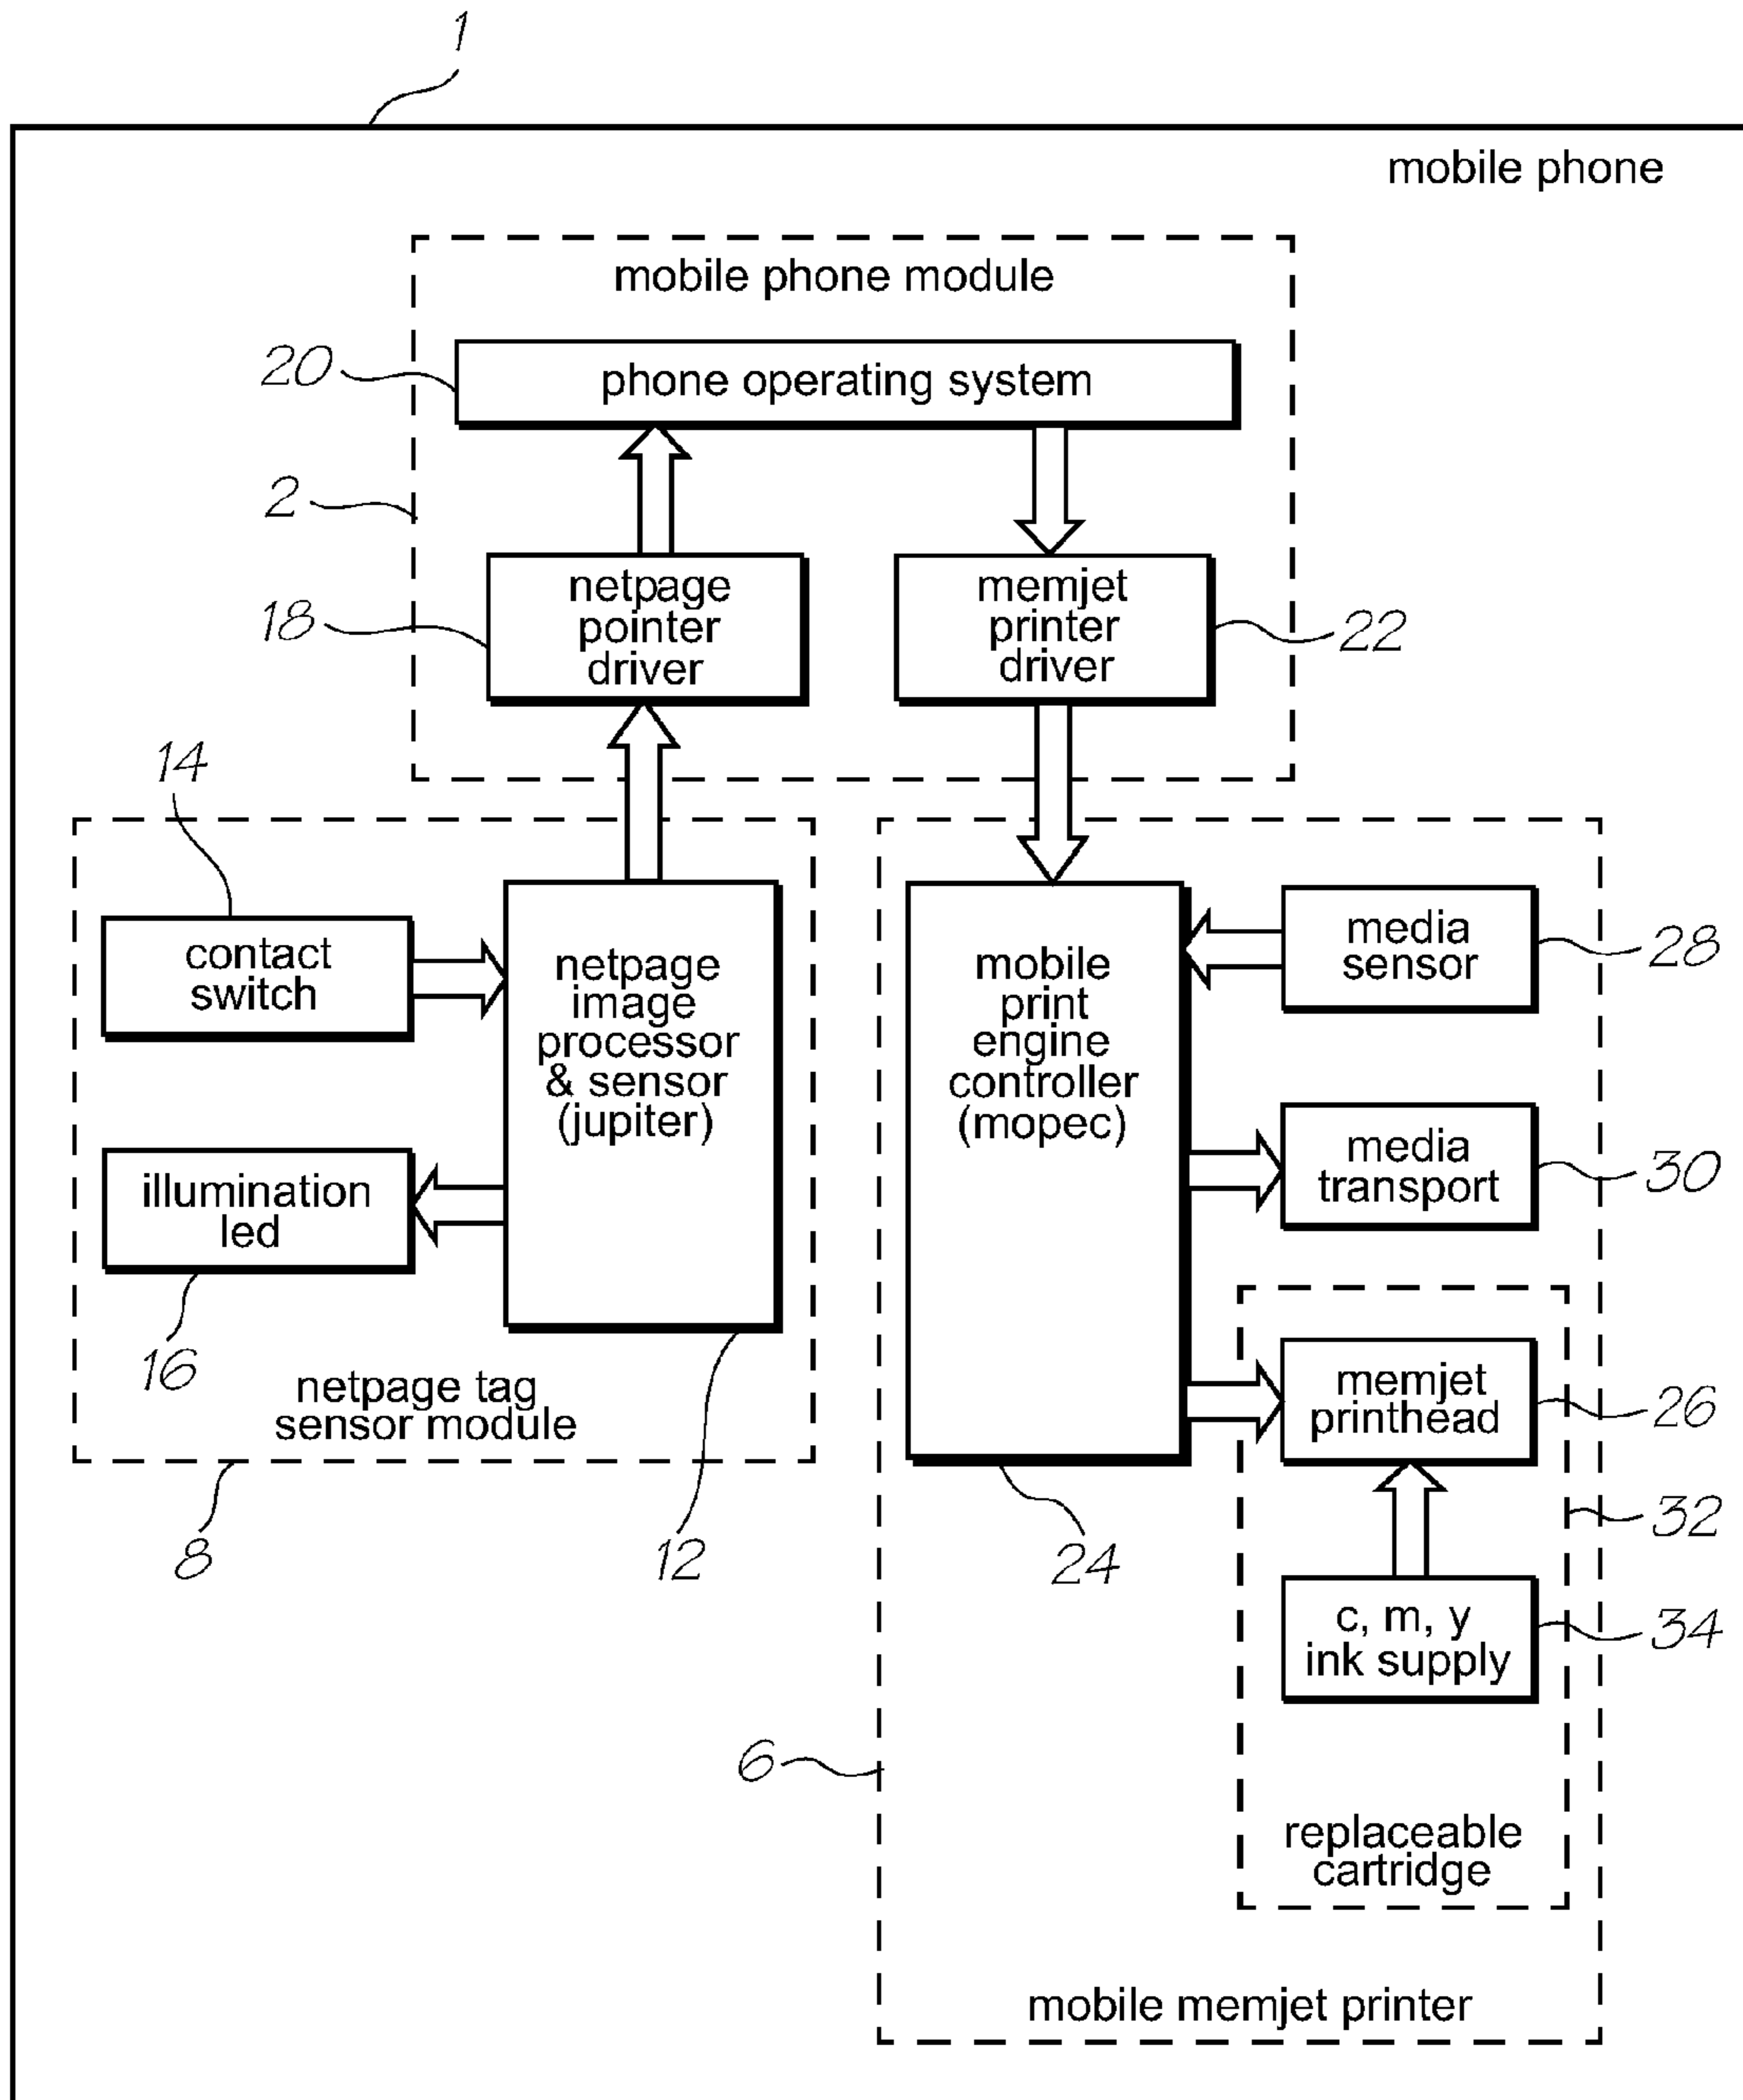 1
mobile phone
mobile phone module
20
phone operating system
2
18
netpage
pointer
driver
memjet
printer
driver
22
14
contact
switch
netpage
image
processor
& sensor
(jupiter)
illumination
led
16
netpage tag
sensor module
8
12
mobile
print
engine
controller
(mopec)
24
media
sensor
28
media
transport
30
memjet
printhead
26
32
c, m, y
ink supply
34
6
replaceable
cartridge
mobile memjet printer